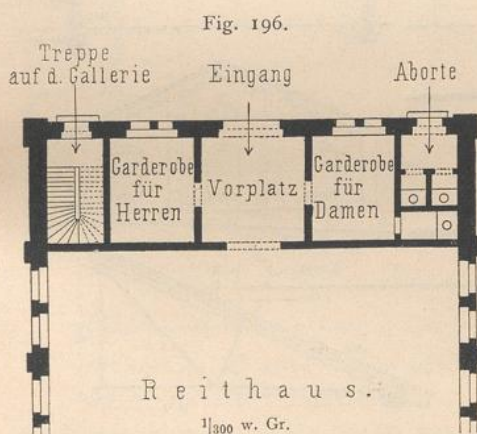 Fig. 196.
Treppe
auf d. Gallerie
Eingang
Aborte
Garderobe
für
Herren
Vorplatz
Garderobe
für
Damen
Reithaus.
1/300 w. Gr.